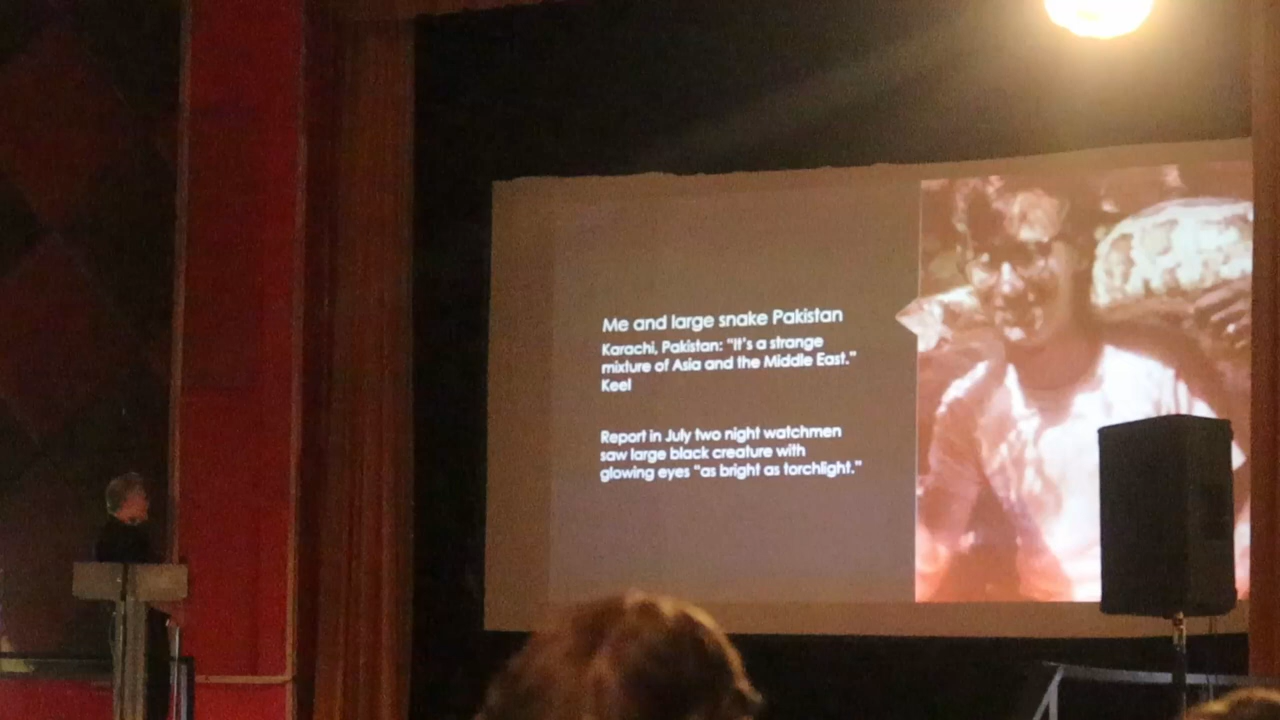 Me and large snake Pakistan
Karachi, Pakistan: "It's a strange
mixture of Asia and the Middle East."
Keel
Report in July two night watchmen
saw large black creature with
glowing eyes "as bright as torchlight."